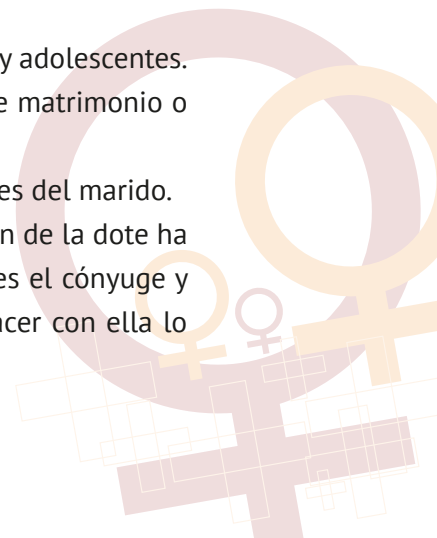 y adolescentes.
e matrimonio o
es del marido.
n de la dote ha
es el cónyuge y
acer con ella lo